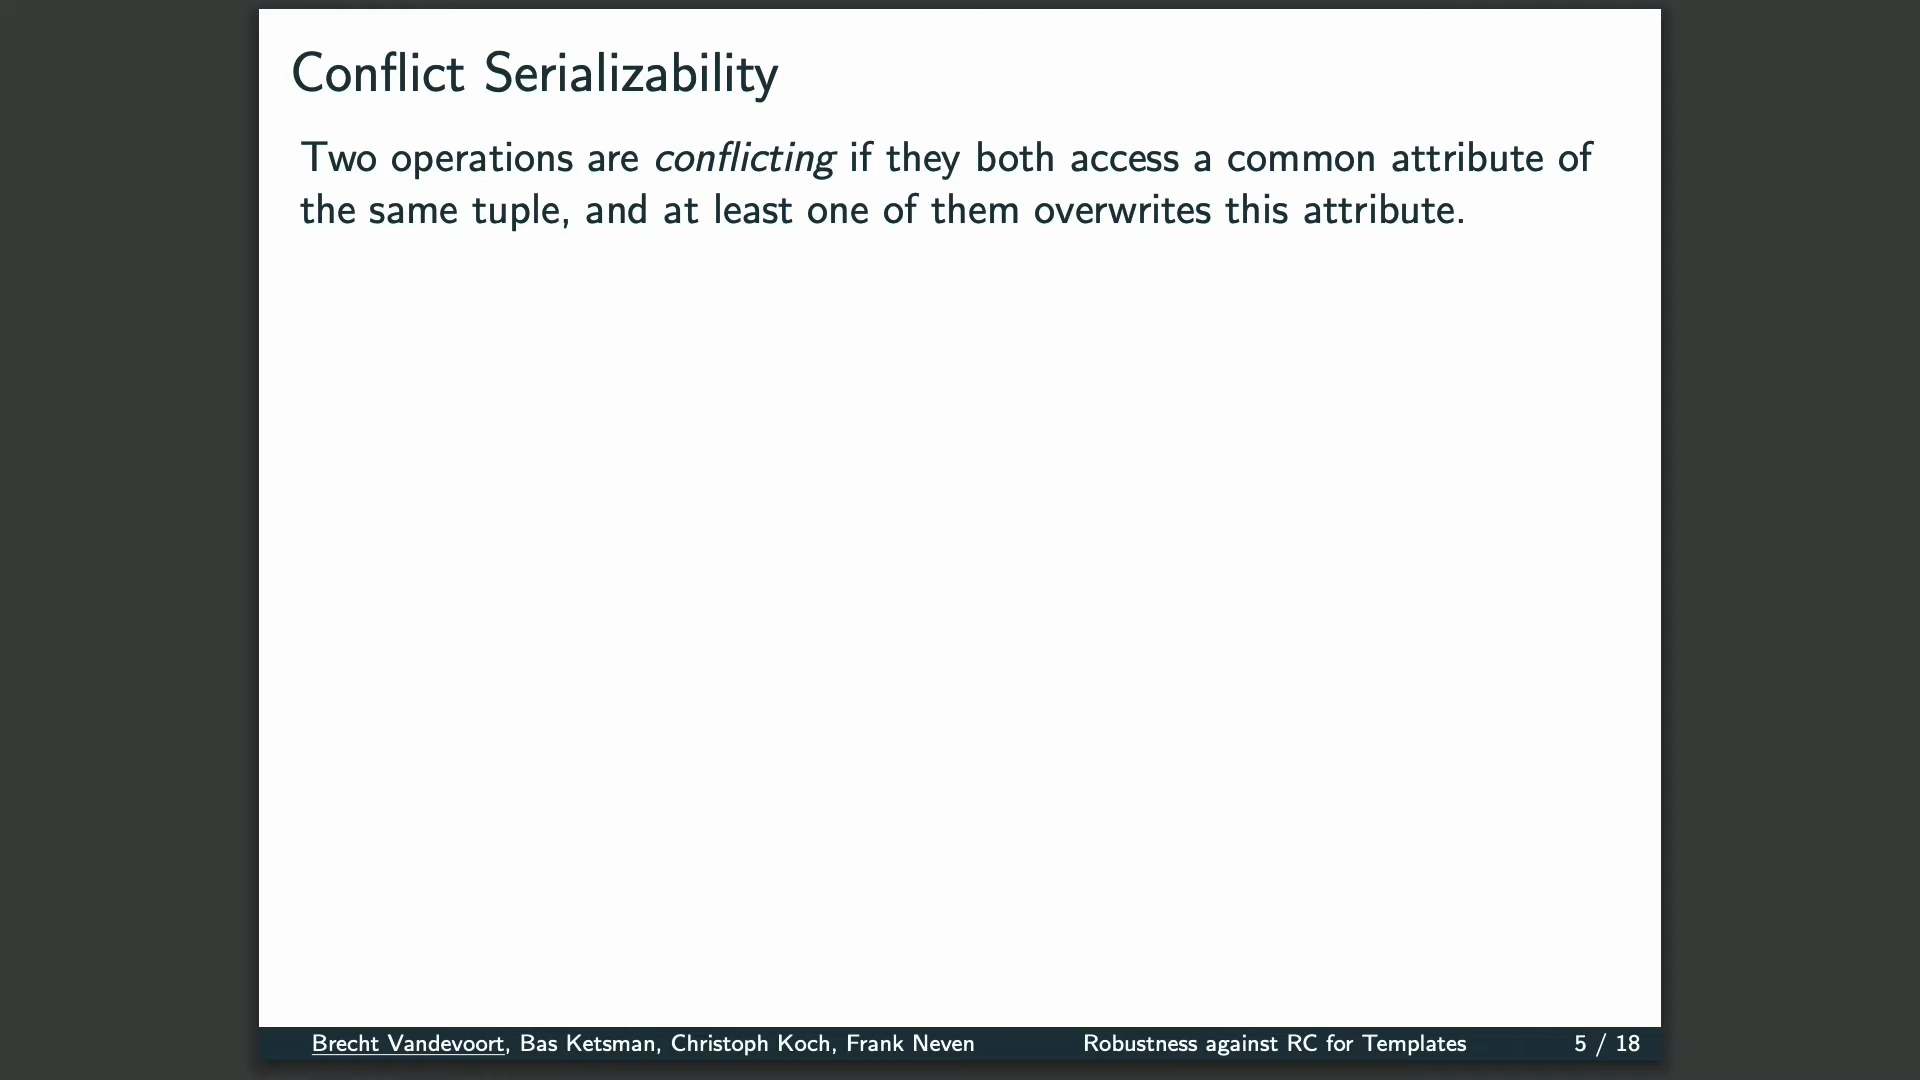 Conflict Serializability
Two operations are conflicting if they both access a common attribute of
the same tuple, and at least one of them overwrites this attribute.
Brecht Vandevoort, Bas Ketsman, Christoph Koch, Frank Neven Robustness against RC for Templates 5 / 18